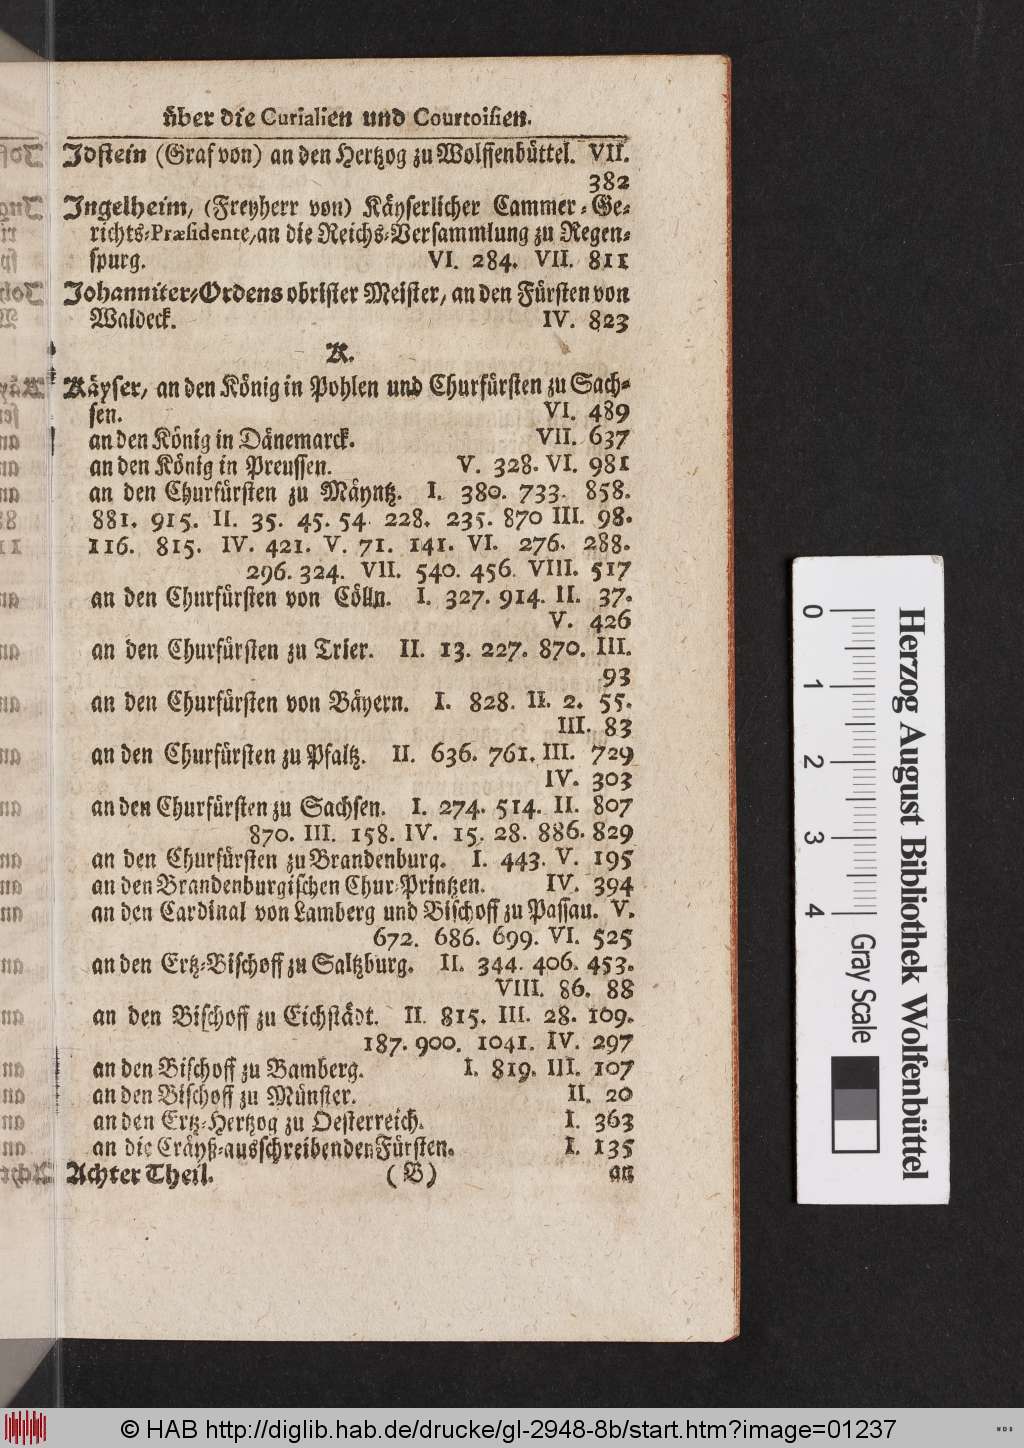 über die Curialien und Courtoisien.
Idstein (Graf von) an den Hertzog zu Wolffenbüttel. VII.
382
Ingelheim, (Freyherr von) Käyserlicher Cammer-Ge-
richts-Præsidente, an die Reichs-Versammlung zu Regen-
spurg. VI. 284. VII. 811
Johanniter-Ordens obrister Meister, an den Fürsten von
Waldeck. IV. 823
K.
Käyser, an den König in Pohlen und Churfürsten zu Sach-
sen. VI. 489
an den König in Dänemarck. VII. 637
an den König in Preussen. V. 328. VI. 981
an den Churfürsten zu Mäyntz. I. 380. 733. 858.
881. 915. II. 35. 45. 54. 228. 235. 870 III. 98.
116. 815. IV. 421. V. 71. 141. VI. 276. 288.
296. 324. VII. 540. 456. VIII. 517
an den Churfürsten von Cölln. I. 327. 914. II. 37.
V. 426
an den Churfürsten zu Trier. II. 13. 227. 870. III.
93
an den Churfürsten von Bäyern. I. 828. II. 2. 55.
III. 83
an den Churfürsten zu Pfaltz. II. 636. 761. III. 729
IV. 303
an den Churfürsten zu Sachsen. I. 274. 514. II. 807
870. III. 158. IV. 15. 28. 886. 829
an den Churfürsten zu Brandenburg. I. 443. V. 195
an den Brandenburgischen Chur-Printzen. IV. 394
an den Cardinal von Lamberg und Bischoff zu Passau. V.
672. 686. 699. VI. 525
an den Ertz-Bischoff zu Saltzburg. II. 344. 406. 453.
VIII. 86. 88
an den Bischoff zu Eichstädt. II. 815. III. 28. 109.
187. 900. 1041. IV. 297
an den Bischoff zu Bamberg. I. 819. III. 107
an den Bischoff zu Münster. II. 20
an den Ertz-Hertzog zu Oesterreich. I. 363
an die Cräyß-ausschreibenden Fürsten. I. 135
Achter Theil. (B) an
0 1 2 3 4
Gray Scale
Herzog August Bibliothek Wolfenbüttel
© HAB http://diglib.hab.de/drucke/gl-2948-8b/start.htm?image=01237